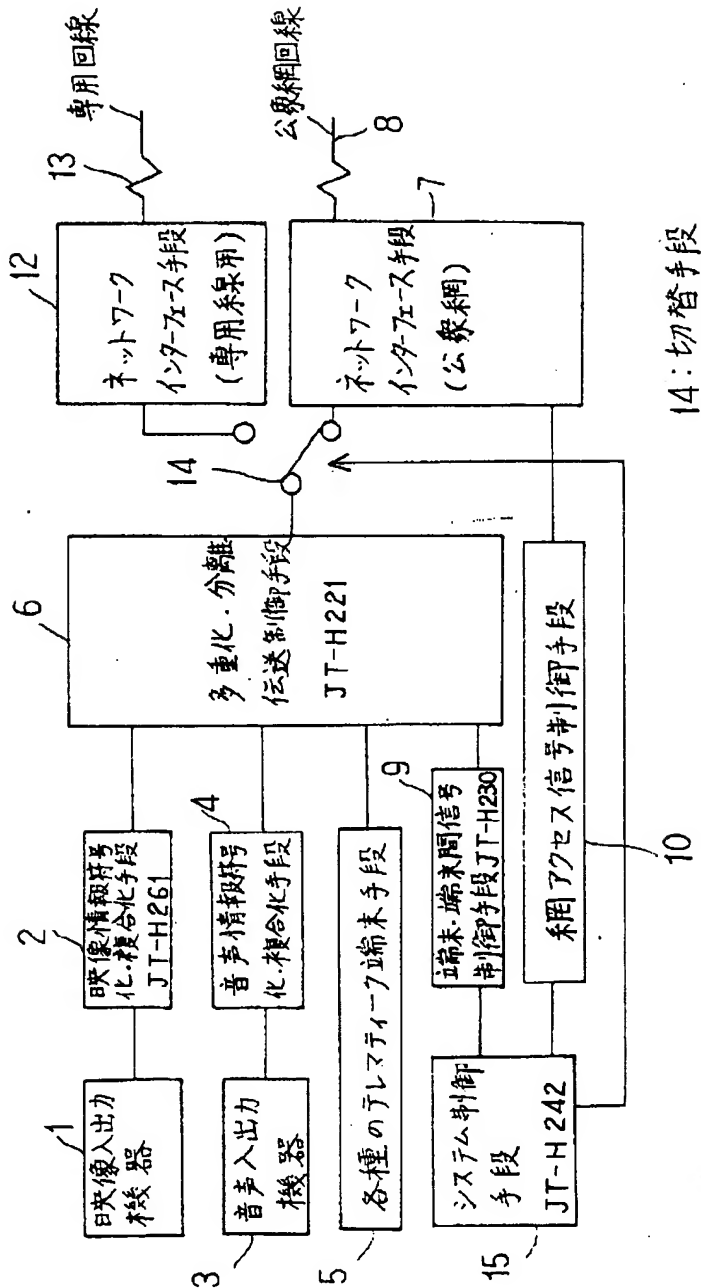 1
映像入出力
機器
2
映像情報符号
化・複合化手段
JT-H261
3
音声入出力
機器
4
音声情報符号
化・複合化手段
5
各種のテレマティーク端末手段
15
システム制御
手段
JT-H242
9
端末・端末間信号
制御手段JT-H230
10
網アクセス信号制御手段
6
多重化・分離
伝送制御手段
JT-H221
14
12
ネットワーク
インターフェース手段
(専用線用)
13
専用回線
7
ネットワーク
インターフェース手段
(公衆網)
8
公衆網回線
14:切替手段